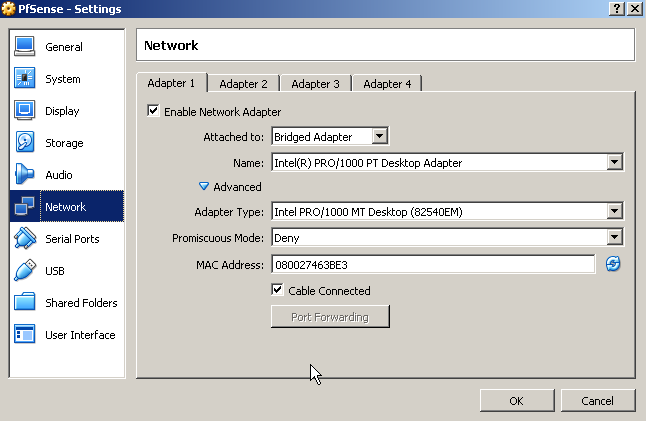 PfSense - Settings
General
System
Display
Storage
Audio
Network
Serial Ports
USB
Shared Folders
User Interface
Network
Adapter 1 Adapter 2 Adapter 3 Adapter 4
Enable Network Adapter
Attached to: Bridged Adapter
Name: Intel(R) PRO/1000 PT Desktop Adapter
Advanced
Adapter Type: Intel PRO/1000 MT Desktop (82540EM)
Promiscuous Mode: Deny
MAC Address: 080027463BE3
Cable Connected
Port Forwarding
OK Cancel